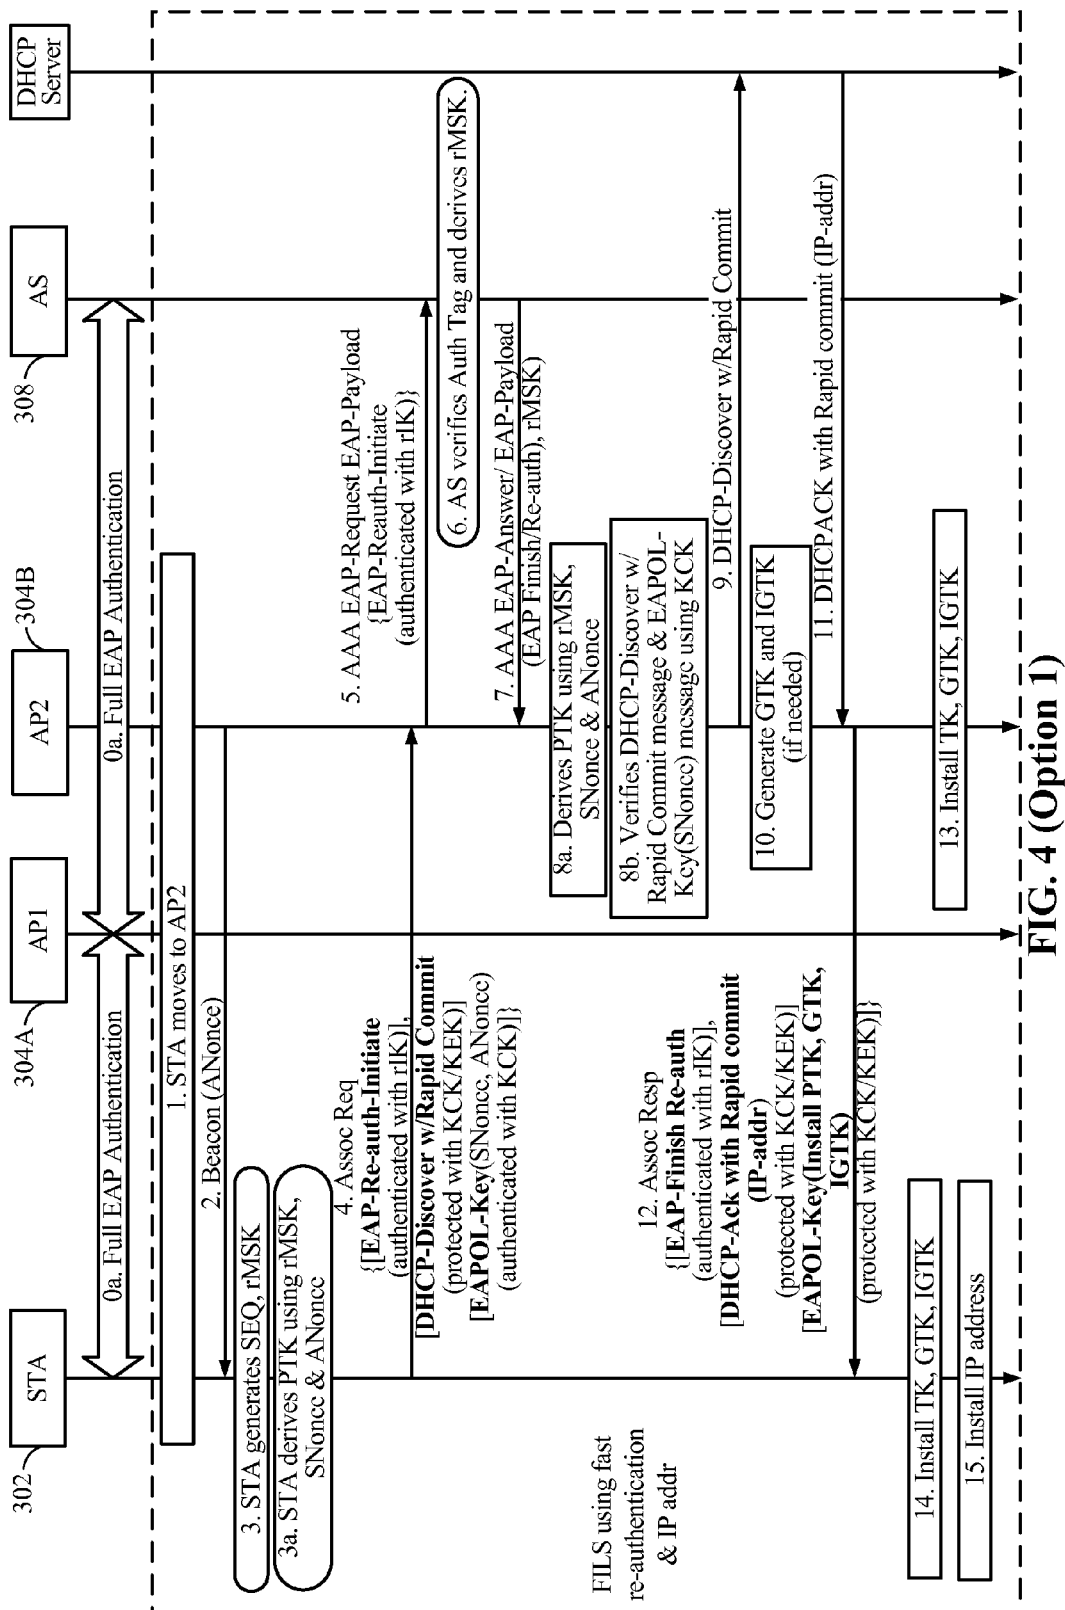 302
STA
304A
AP1
AP2
304B
308
AS
DHCP
Server
0a. Full EAP Authentication
0a. Full EAP Authentication
1. STA moves to AP2
2. Beacon (ANonce)
3. STA generates SEQ, rMSK
3a. STA derives PTK using rMSK,
SNonce & ANonce
4. Assoc Req
{[EAP-Re-auth-Initiate
(authenticated with rIK)],
[DHCP-Discover w/Rapid Commit
(protected with KCK/KEK)]
[EAPOL-Key(SNonce, ANonce)
(authenticated with KCK)]}
5. AAA EAP-Request EAP-Payload
{EAP-Reauth-Initiate
(authenticated with rIK)}
6. AS verifies Auth Tag and derives rMSK.
7. AAA EAP-Answer/ EAP-Payload
(EAP Finish/Re-auth), rMSK)
8a. Derives PTK using rMSK,
SNonce & ANonce
8b. Verifies DHCP-Discover w/
Rapid Commit message & EAPOL-
Key(SNonce) message using KCK
9. DHCP-Discover w/Rapid Commit
10. Generate GTK and IGTK
(if needed)
11. DHCPACK with Rapid commit (IP-addr)
FILS using fast
re-authentication
& IP addr
12. Assoc Resp
{[EAP-Finish Re-auth
(authenticated with rIK)],
[DHCP-Ack with Rapid commit
(IP-addr)
(protected with KCK/KEK)]
[EAPOL-Key(Install PTK, GTK,
IGTK)
(protected with KCK/KEK)]}
13. Install TK, GTK, IGTK
14. Install TK, GTK, IGTK
15. Install IP address
FIG. 4 (Option 1)